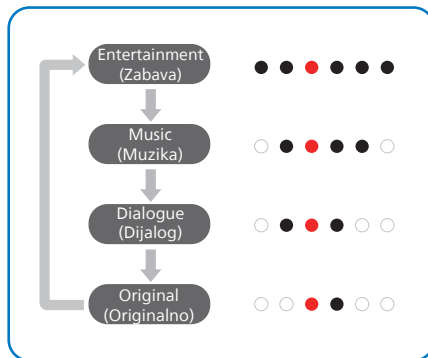 Entertainment
(Zabava)
Music
(Muzika)
Dialogue
(Dijalog)
Original
(Originalno)